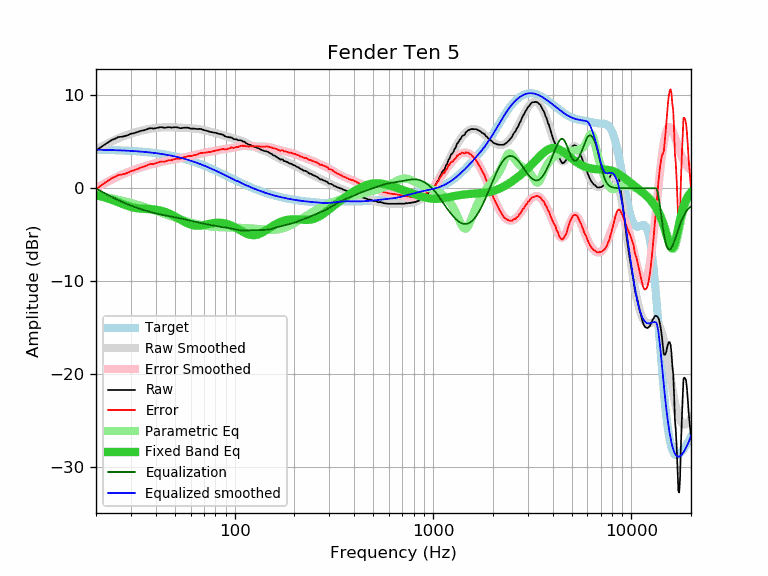 Fender Ten 5
10
0
−10
−20
−30
Amplitude (dBr)
Target
Raw Smoothed
Error Smoothed
Raw
Error
Parametric Eq
Fixed Band Eq
Equalization
Equalized smoothed
100
1000
10000
Frequency (Hz)